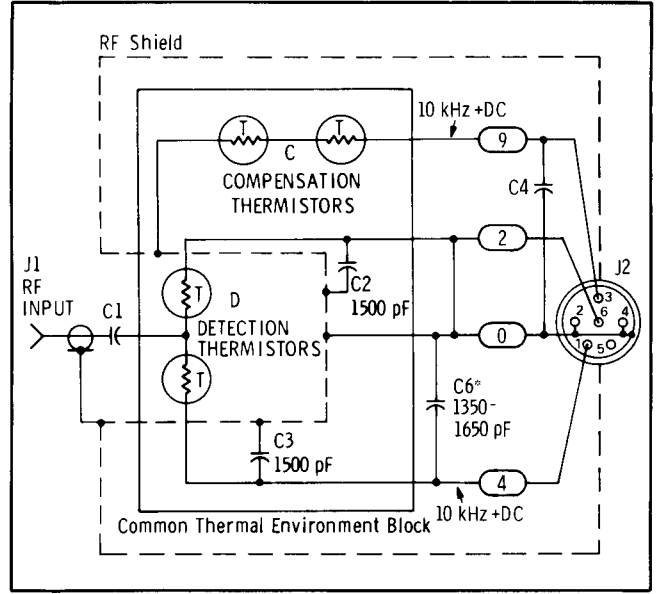 RF Shield
10 kHz +DC
T
T
C
9
COMPENSATION
THERMISTORS
C4
2
J2
J1
RF
INPUT
C1
T
D
C2
1500 pF
DETECTION
THERMISTORS
T
0
3
2
6
4
1
5
C6*
1350-
1650 pF
C3
1500 pF
4
10 kHz +DC
Common Thermal Environment Block